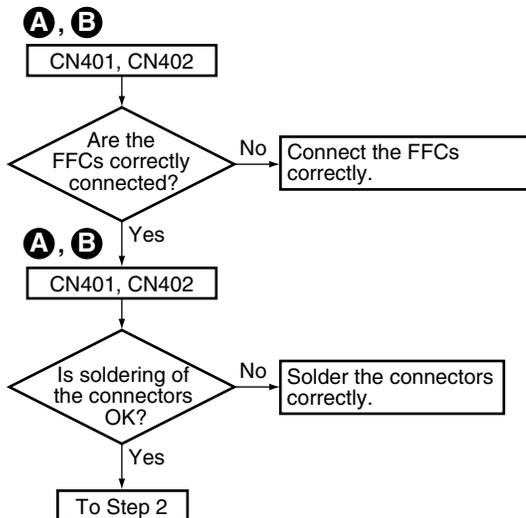 A, B
CN401, CN402
Are the
FFCs correctly
connected?
No
Connect the FFCs
correctly.
Yes
A, B
CN401, CN402
Is soldering of
the connectors
OK?
No
Solder the connectors
correctly.
Yes
To Step 2